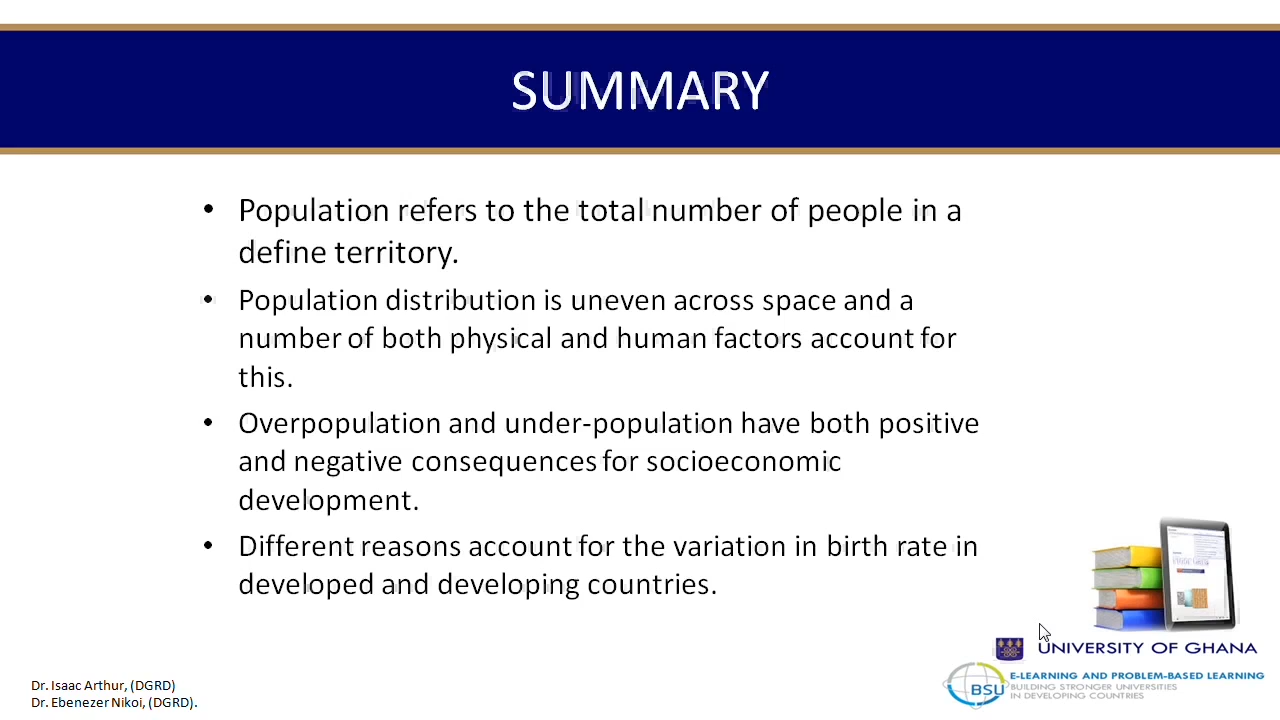 SUMMARY
• Population refers to the total number of people in a
define territory.
• Population distribution is uneven across space and a
number of both physical and human factors account for
this.
• Overpopulation and under-population have both positive
and negative consequences for socioeconomic
development.
• Different reasons account for the variation in birth rate in
developed and developing countries.
UNIVERSITY OF GHANA
BSU
E-LEARNING AND PROBLEM-BASED LEARNING
BUILDING STRONGER UNIVERSITIES
IN DEVELOPING COUNTRIES
Dr. Isaac Arthur, (DGRD)
Dr. Ebenezer Nikoi, (DGRD).